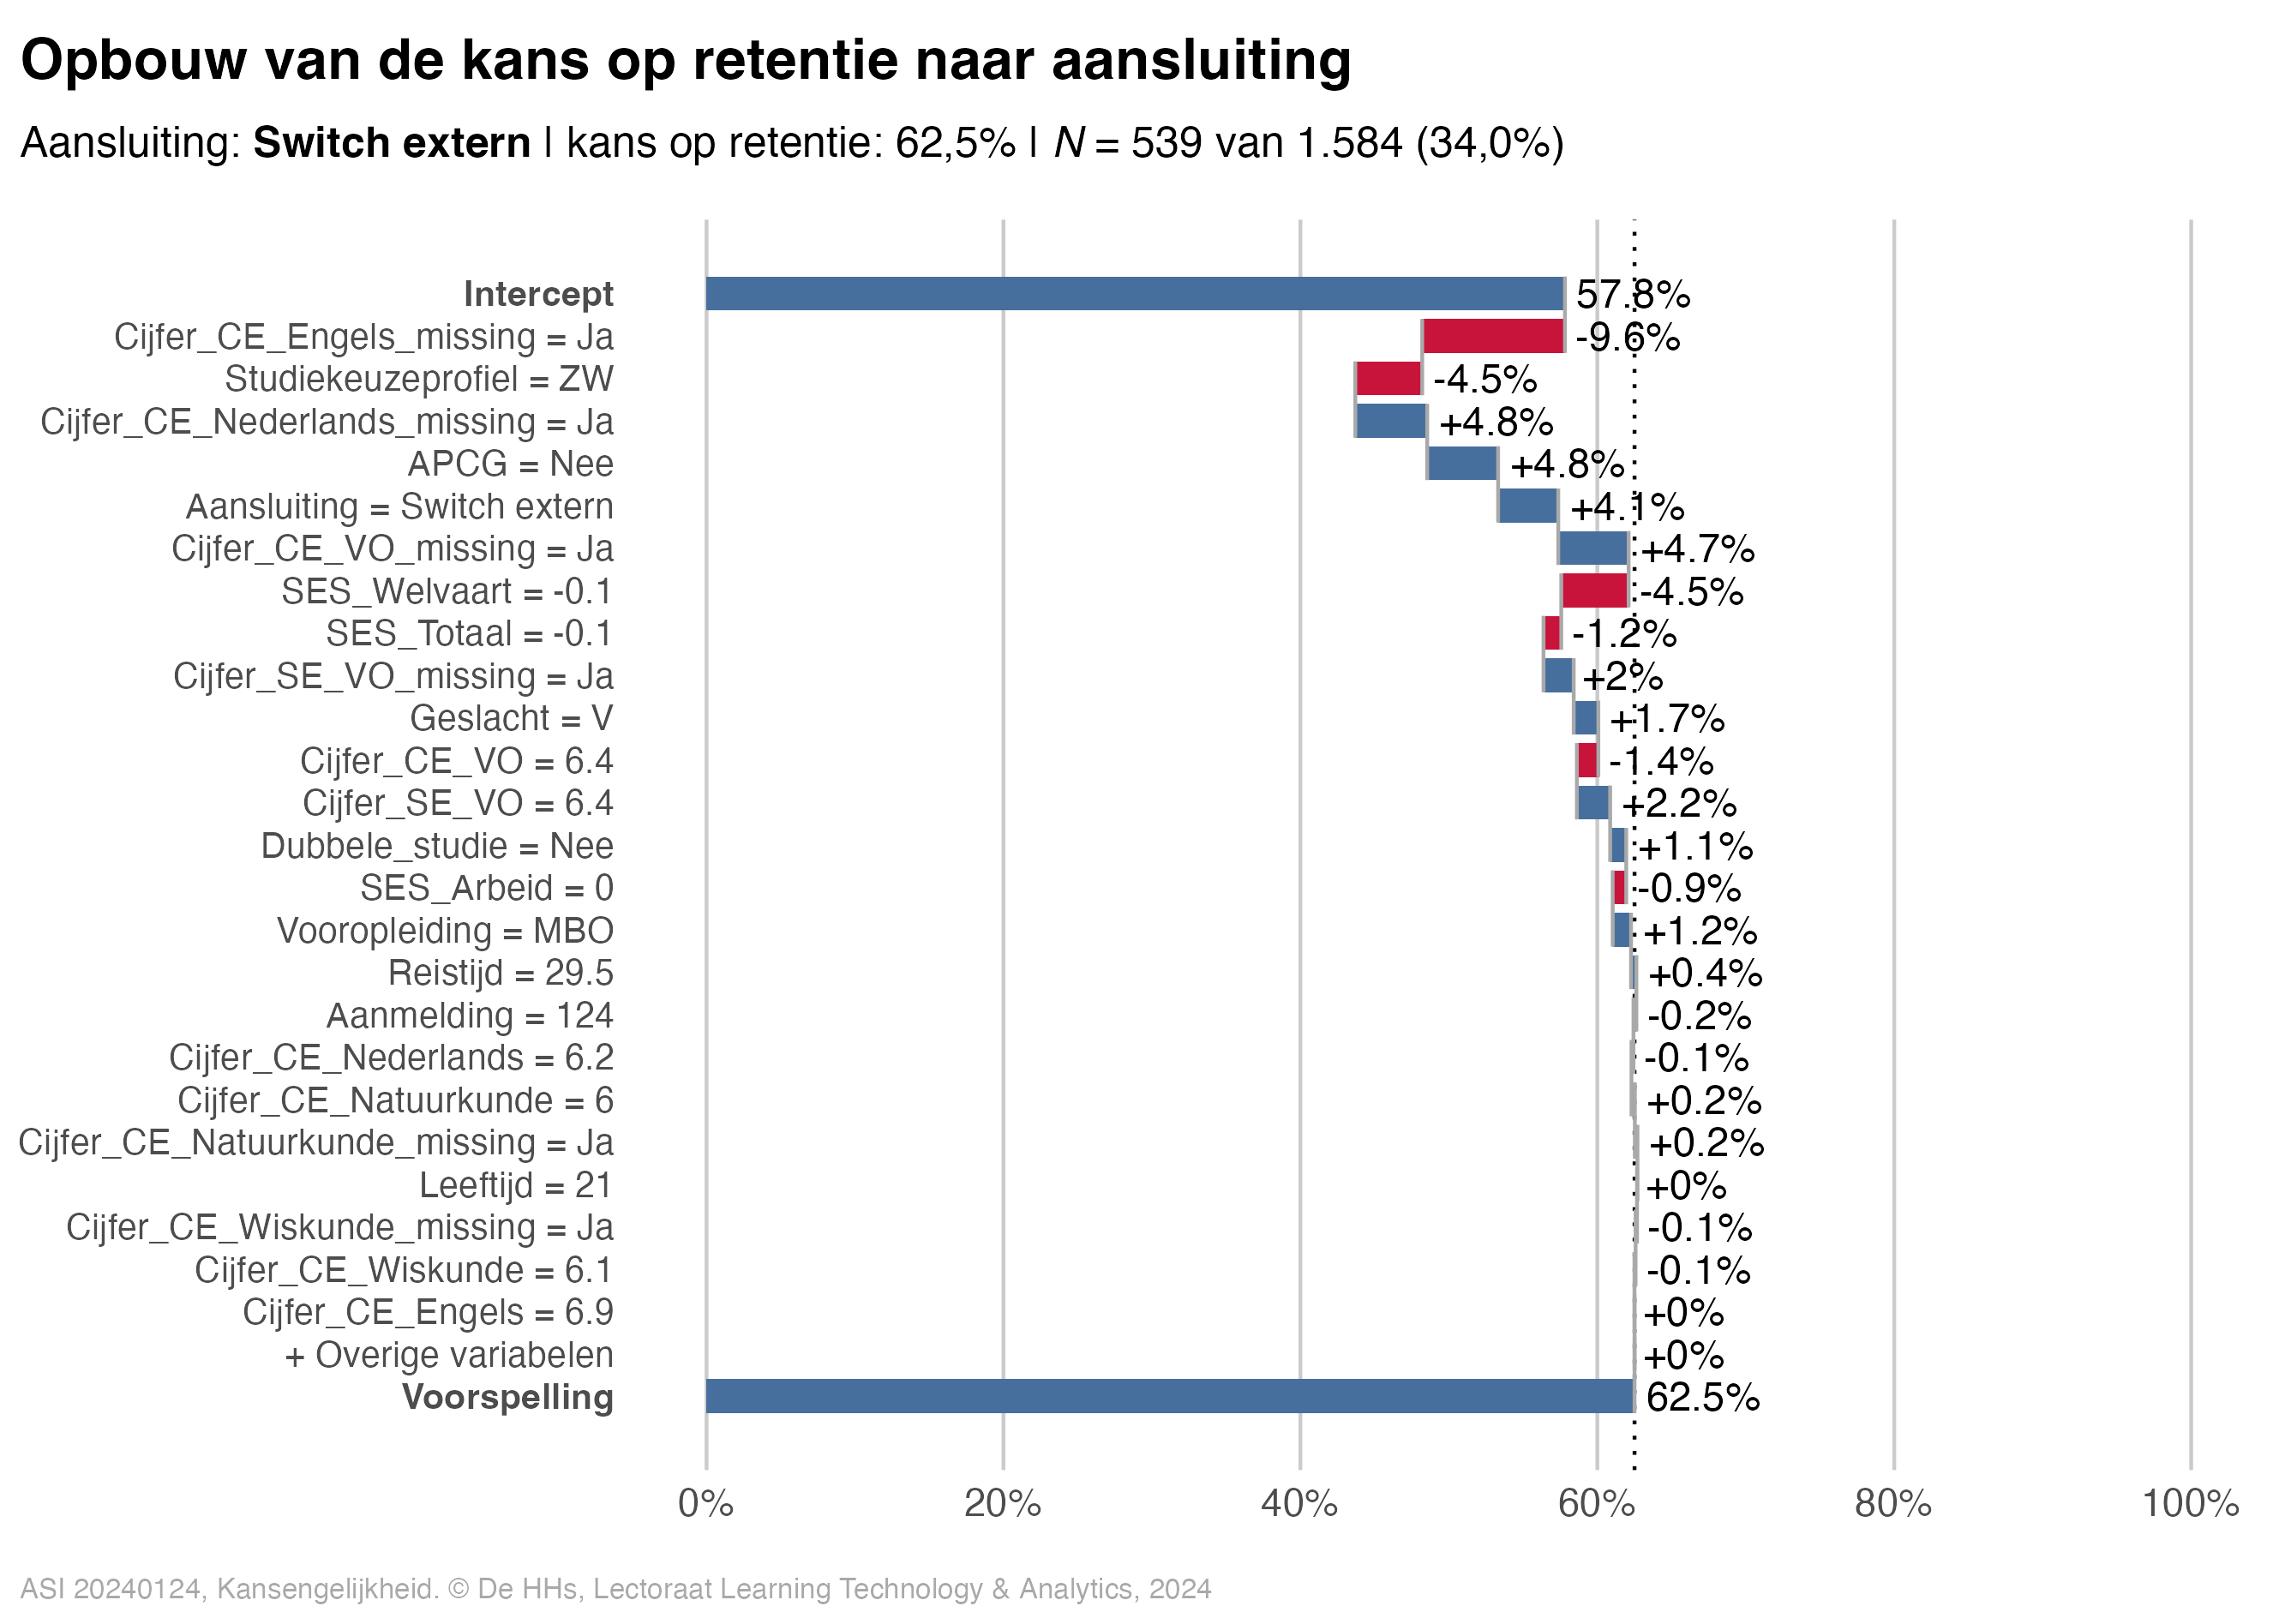 Opbouw van de kans op retentie naar aansluiting
Aansluiting: Switch extern | kans op retentie: 62,5% | N = 539 van 1.584 (34,0%)
Intercept 57.8%
Cijfer_CE_Engels_missing = Ja -9.6%
Studiekeuzeprofiel = ZW -4.5%
Cijfer_CE_Nederlands_missing = Ja +4.8%
APCG = Nee +4.8%
Aansluiting = Switch extern +4.1%
Cijfer_CE_VO_missing = Ja +4.7%
SES_Welvaart = -0.1 -4.5%
SES_Totaal = -0.1 -1.2%
Cijfer_SE_VO_missing = Ja +2%
Geslacht = V +1.7%
Cijfer_CE_VO = 6.4 -1.4%
Cijfer_SE_VO = 6.4 +2.2%
Dubbele_studie = Nee +1.1%
SES_Arbeid = 0 -0.9%
Vooropleiding = MBO +1.2%
Reistijd = 29.5 +0.4%
Aanmelding = 124 -0.2%
Cijfer_CE_Nederlands = 6.2 -0.1%
Cijfer_CE_Natuurkunde = 6 +0.2%
Cijfer_CE_Natuurkunde_missing = Ja +0.2%
Leeftijd = 21 +0%
Cijfer_CE_Wiskunde_missing = Ja -0.1%
Cijfer_CE_Wiskunde = 6.1 -0.1%
Cijfer_CE_Engels = 6.9 +0%
+ Overige variabelen +0%
Voorspelling 62.5%
0% 20% 40% 60% 80% 100%
ASI 20240124, Kansengelijkheid. © De HHs, Lectoraat Learning Technology & Analytics, 2024